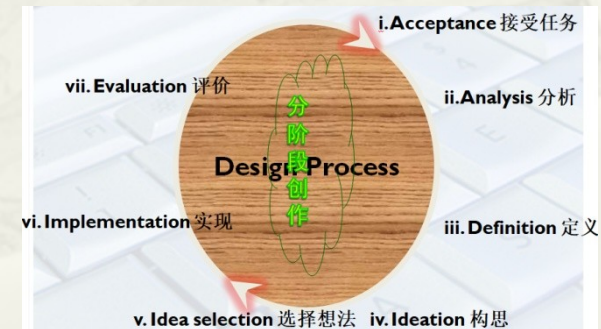 i.Acceptance 接受任务
vii.Evaluation 评价
ii.Analysis 分析
分阶段创作
Design Process
vi.Implementation 实现
iii.Definition 定义
v. Idea selection 选择想法
iv.Ideation 构思